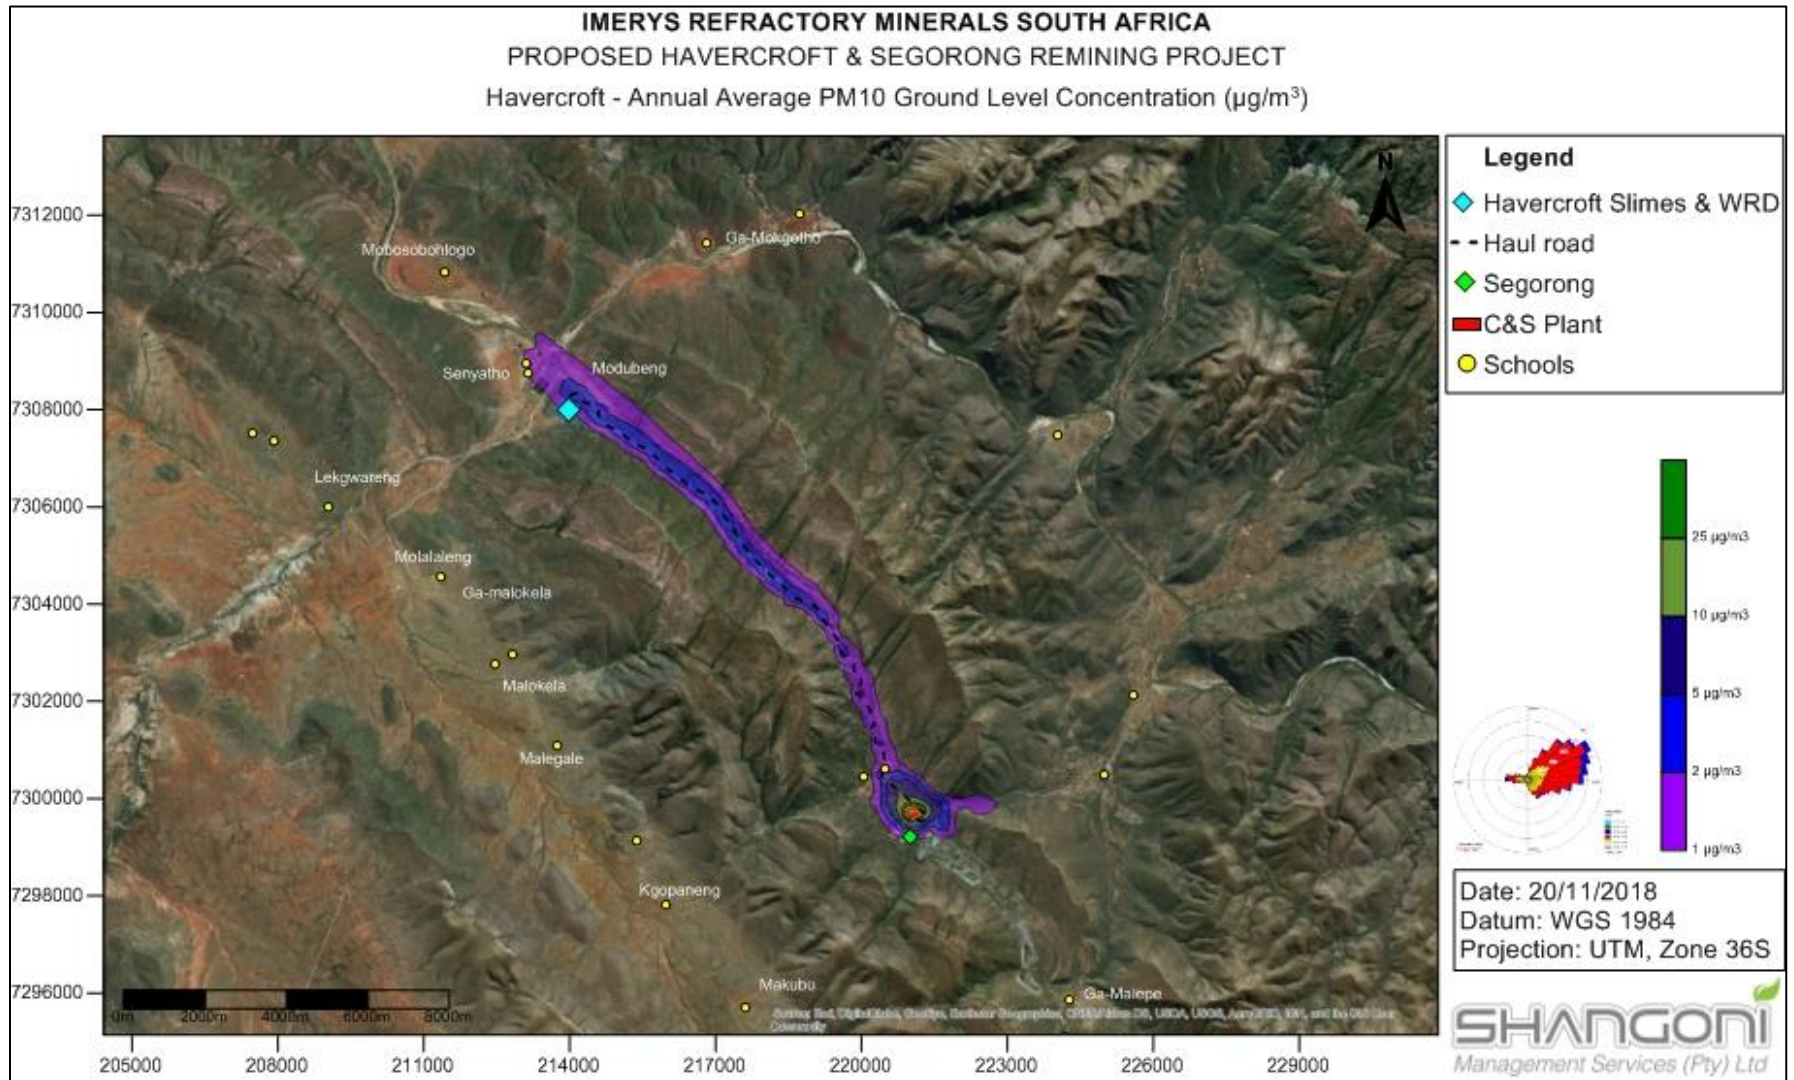 IMERYS REFRACTORY MINERALS SOUTH AFRICA
PROPOSED HAVERCROFT & SEGORONG REMINING PROJECT
Havercroft - Annual Average PM10 Ground Level Concentration (µg/m³)
N
Legend
Havercroft Slimes & WRD
Haul road
Segorong
C&S Plant
Schools
7312000
7310000
7308000
7306000
7304000
7302000
7300000
7298000
7296000
Ga-Mokgotho
Mobosobohlogo
Modubeng
Senyatho
Lekgwareng
Molalaleng
Ga-malokela
Malokela
Malegale
Kgopaneng
Makubu
Ga-Malepe
0m 2000m 4000m 6000m 8000m
205000 208000 211000 214000 217000 220000 223000 226000 229000
25 µg/m3
10 µg/m3
5 µg/m3
2 µg/m3
1 µg/m3
Date: 20/11/2018
Datum: WGS 1984
Projection: UTM, Zone 36S
SHANGONI
Management Services (Pty) Ltd